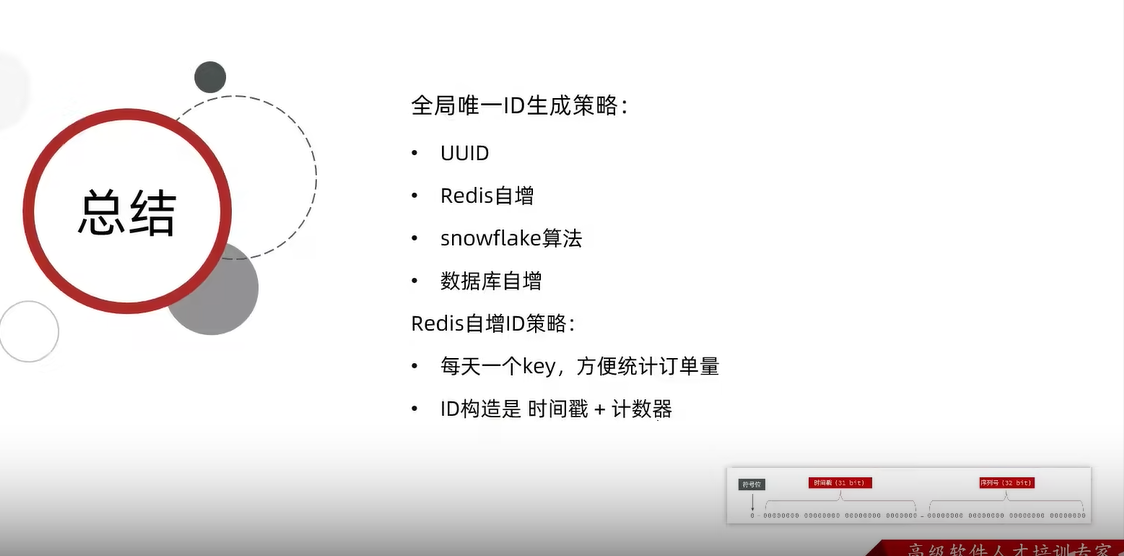 总结
全局唯一ID生成策略：
• UUID
• Redis自增
• snowflake算法
• 数据库自增
Redis自增ID策略：
• 每天一个key，方便统计订单量
• ID构造是 时间戳 + 计数器
符号位
时间戳（31 bit）
序列号（32 bit）
0 - 00000000 00000000 00000000 0000000 - 00000000 00000000 00000000 00000000
高级软件人才培训专家